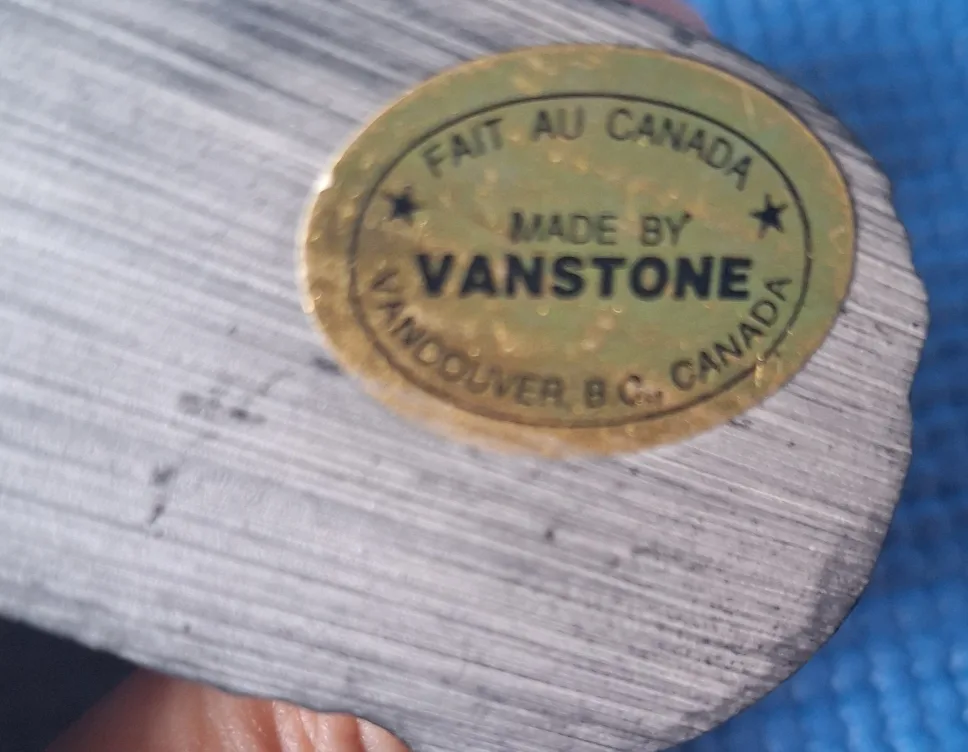 FAIT AU CANADA
MADE BY
VANSTONE
VANCOUVER, B.C., CANADA